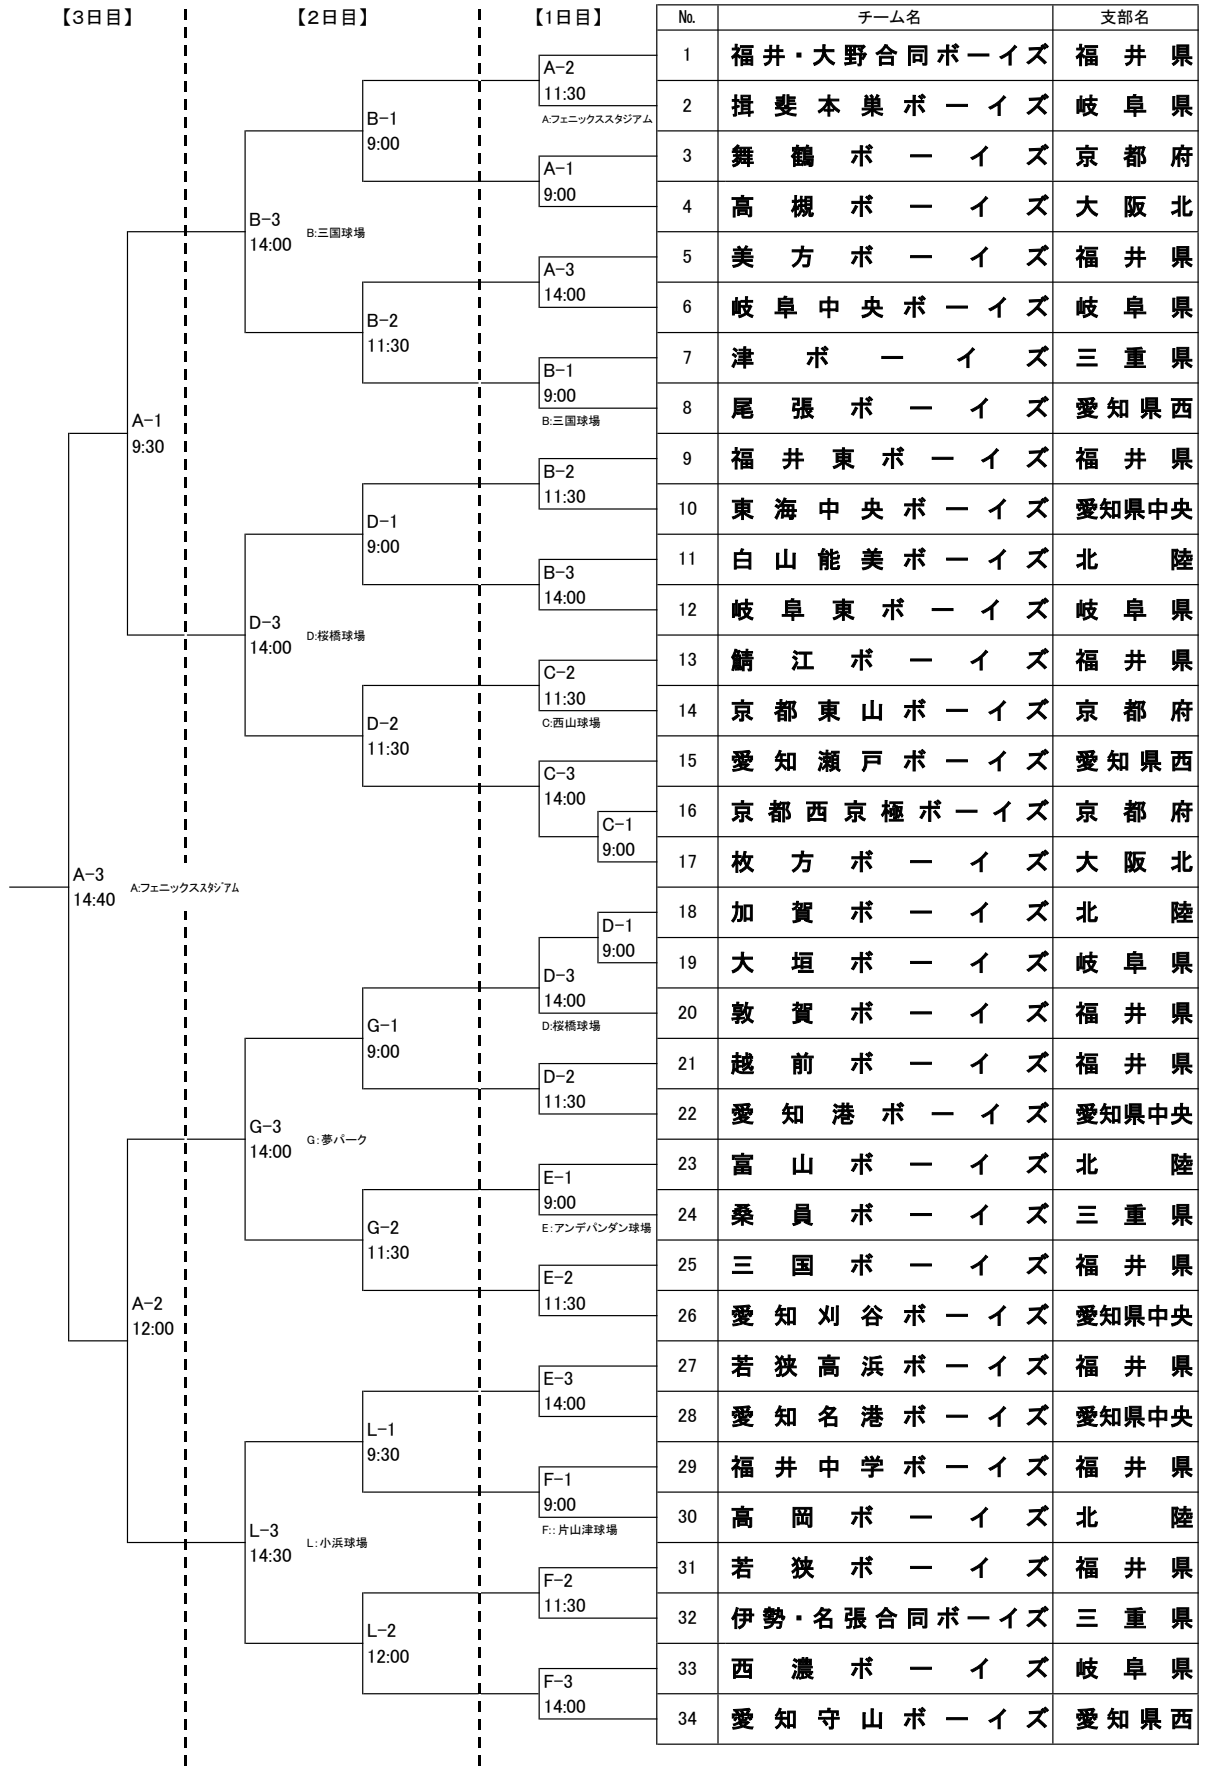 【3日目】 【2日目】 【1日目】 № チーム名 支部名
A-2 1 福井・大野合同ボーイズ 福井県
11:30
2 揖斐本巣ボーイズ 岐阜県
A:フェニックススタジアム
B-1
9:00
3 舞鶴ボーイズ 京都府
A-1
9:00
4 高槻ボーイズ 大阪北
B-3
14:00 B:三国球場
5 美方ボーイズ 福井県
A-3
14:00
6 岐阜中央ボーイズ 岐阜県
B-2
11:30
7 津ボーイズ 三重県
B-1
9:00
8 尾張ボーイズ 愛知県西
B:三国球場
A-1
9:30
9 福井東ボーイズ 福井県
B-2
11:30
10 東海中央ボーイズ 愛知県中央
D-1
9:00
11 白山能美ボーイズ 北陸
B-3
14:00
12 岐阜東ボーイズ 岐阜県
D-3
14:00 D:桜橋球場
13 鯖江ボーイズ 福井県
C-2
11:30
14 京都東山ボーイズ 京都府
C:西山球場
D-2
11:30
15 愛知瀬戸ボーイズ 愛知県西
C-3
14:00
16 京都西京極ボーイズ 京都府
C-1
9:00
17 枚方ボーイズ 大阪北
A-3
14:40 A:フェニックススタジアム
18 加賀ボーイズ 北陸
D-1
9:00
19 大垣ボーイズ 岐阜県
D-3
14:00
20 敦賀ボーイズ 福井県
D:桜橋球場
G-1
9:00
21 越前ボーイズ 福井県
D-2
11:30
22 愛知港ボーイズ 愛知県中央
G-3
14:00 G:夢パーク
23 富山ボーイズ 北陸
E-1
9:00
24 桑員ボーイズ 三重県
E:アンデパンダン球場
G-2
11:30
25 三国ボーイズ 福井県
E-2
11:30
26 愛知刈谷ボーイズ 愛知県中央
A-2
12:00
27 若狭高浜ボーイズ 福井県
E-3
14:00
28 愛知名港ボーイズ 愛知県中央
L-1
9:30
29 福井中学ボーイズ 福井県
F-1
9:00
30 高岡ボーイズ 北陸
F::片山津球場
L-3
14:30 L:小浜球場
31 若狭ボーイズ 福井県
F-2
11:30
32 伊勢・名張合同ボーイズ 三重県
L-2
12:00
33 西濃ボーイズ 岐阜県
F-3
14:00
34 愛知守山ボーイズ 愛知県西